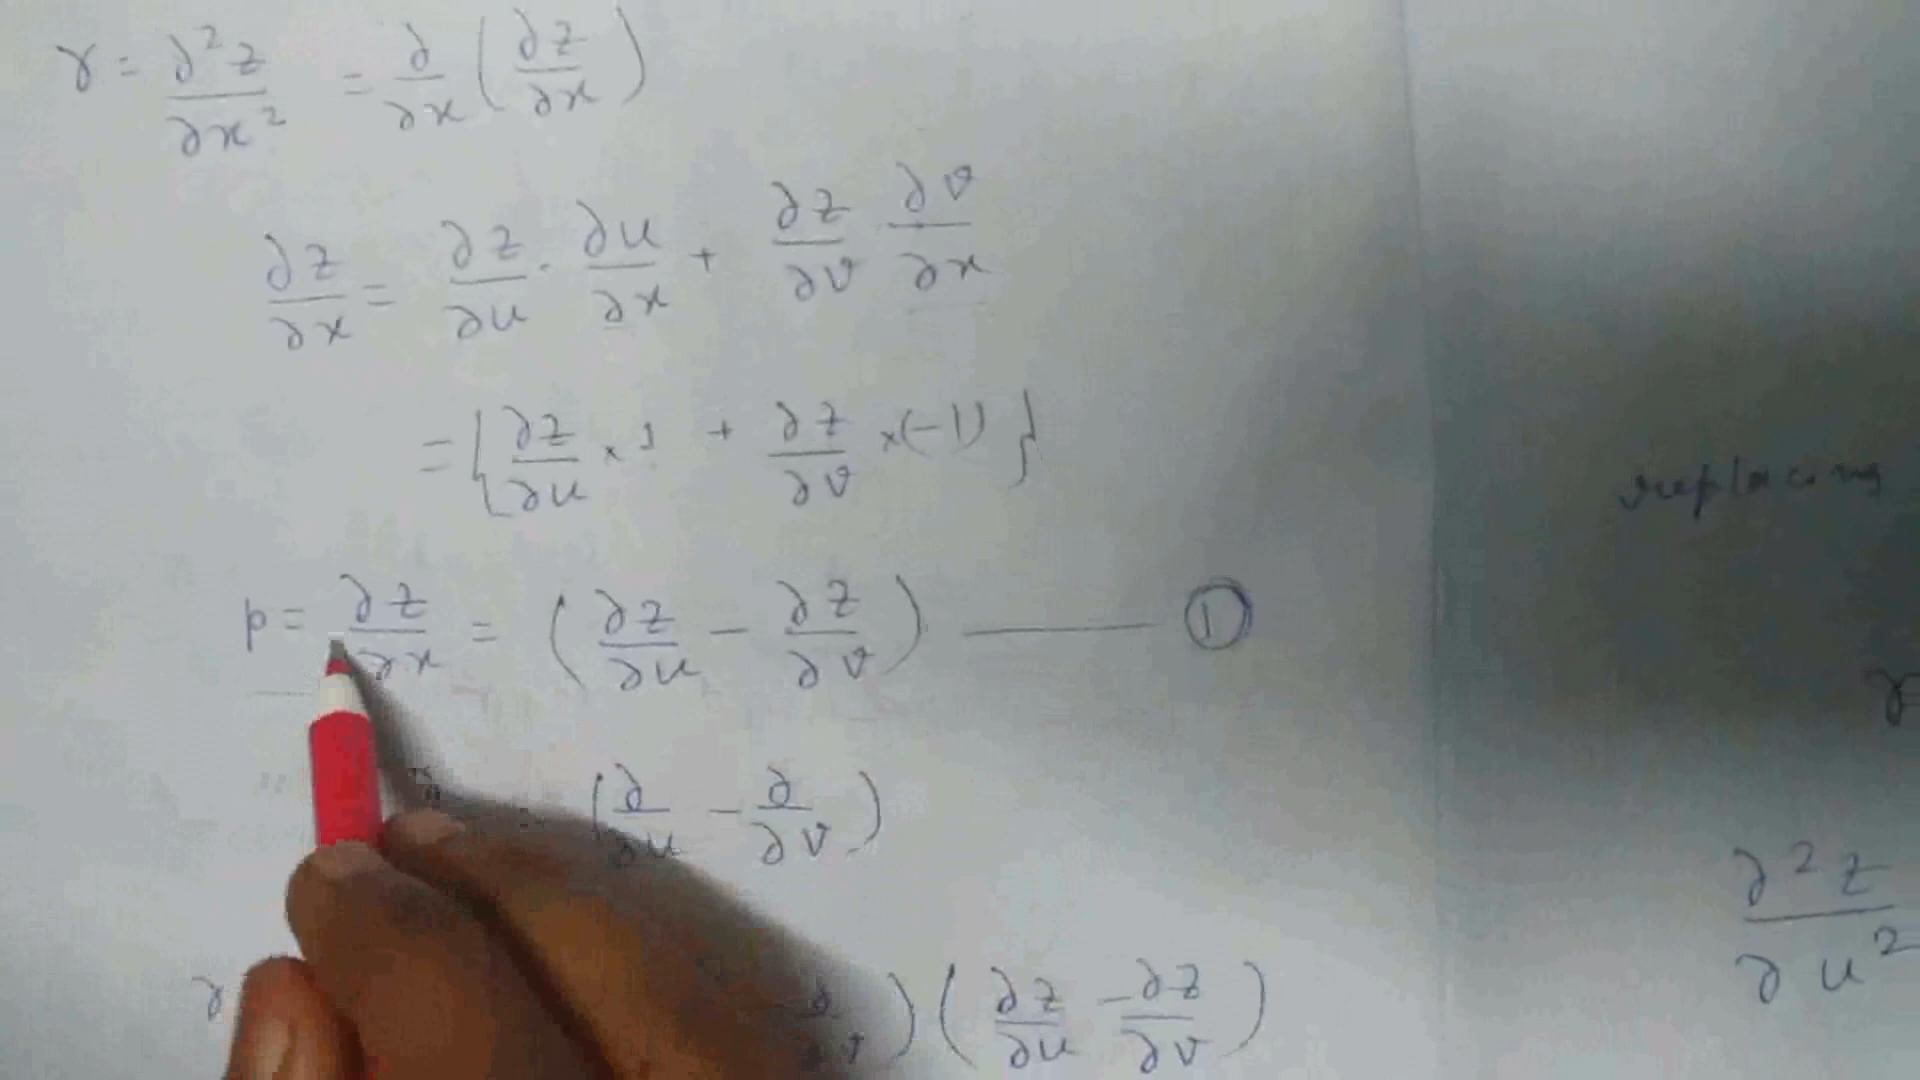 r = ∂²z/∂x² = ∂/∂x (∂z/∂x)
∂z/∂x = ∂z/∂u · ∂u/∂x + ∂z/∂v ∂v/∂x
= {∂z/∂u × 1 + ∂z/∂v ×(-1)}
p = ∂z/∂x = (∂z/∂u - ∂z/∂v) —— ①
(∂/∂u - ∂/∂v)
) (∂z/∂u - ∂z/∂v)
replacing
∂²z/∂u²